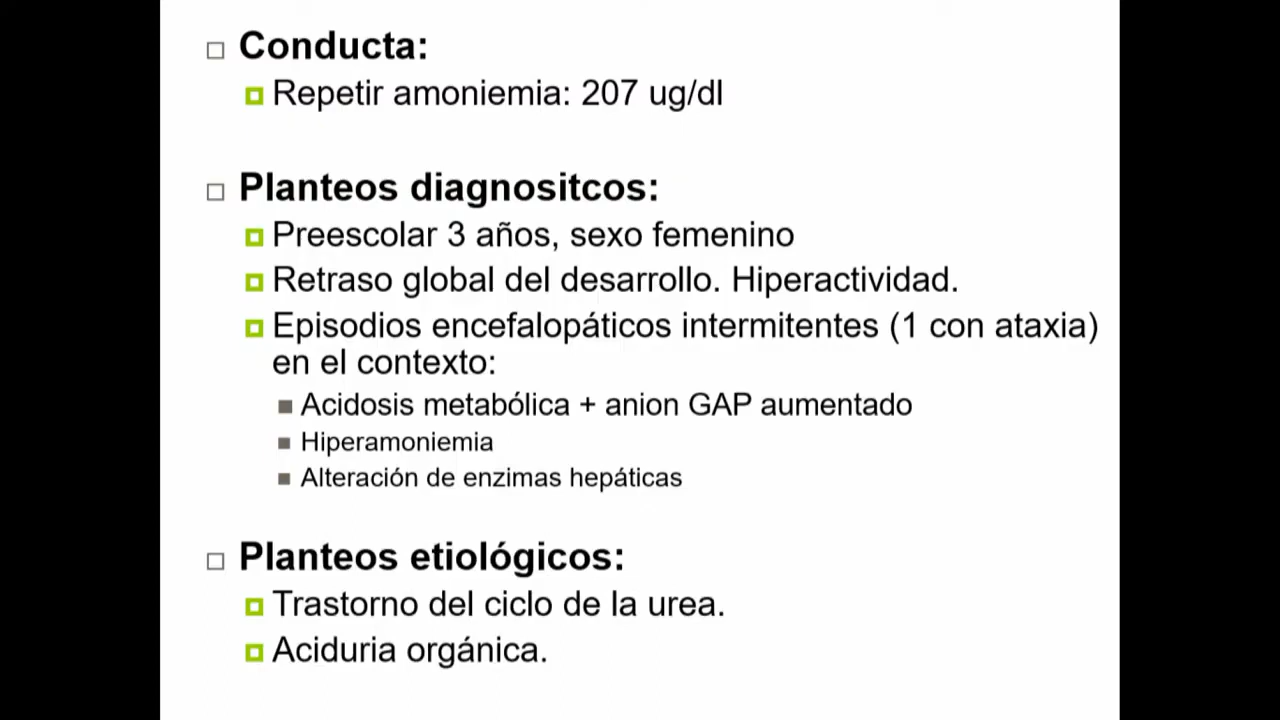 Conducta:
Repetir amoniemia: 207 ug/dl
Planteos diagnositcos:
Preescolar 3 años, sexo femenino
Retraso global del desarrollo. Hiperactividad.
Episodios encefalopáticos intermitentes (1 con ataxia)
en el contexto:
Acidosis metabólica + anion GAP aumentado
Hiperamoniemia
Alteración de enzimas hepáticas
Planteos etiológicos:
Trastorno del ciclo de la urea.
Aciduria orgánica.